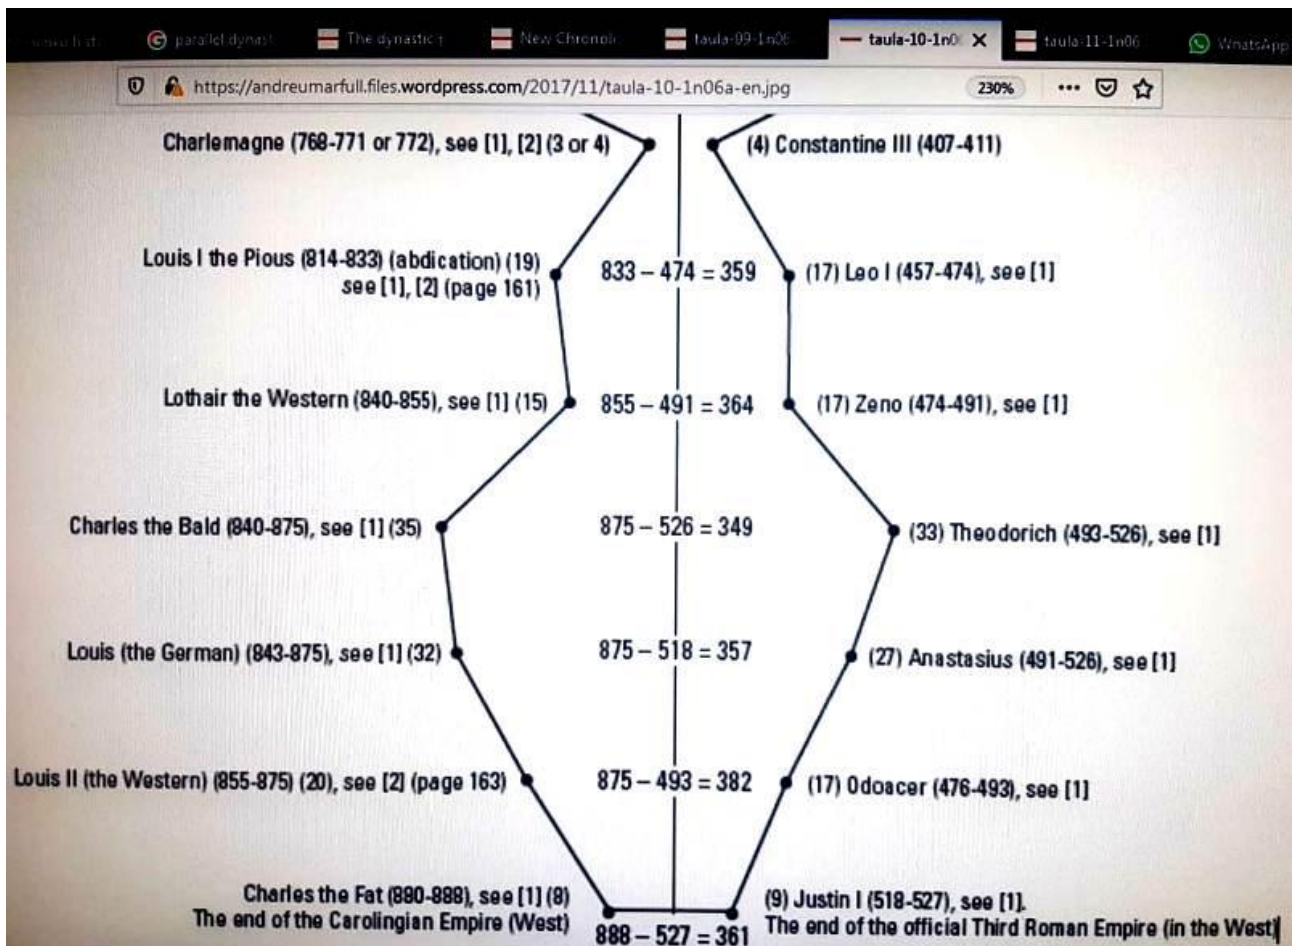 parallel dynast
The dynastic
New Chronol
taula-09-1n06
taula-10-1n0
taula-11-1n06
WhatsApp
https://andreumarfull.files.wordpress.com/2017/11/taula-10-1n06a-en.jpg
230%
Charlemagne (768-771 or 772), see [1], [2] (3 or 4)
(4) Constantine III (407-411)
Louis I the Pious (814-833) (abdication) (19)
see [1], [2] (page 161)
833 – 474 = 359
(17) Leo I (457-474), see [1]
Lothair the Western (840-855), see [1] (15)
855 – 491 = 364
(17) Zeno (474-491), see [1]
Charles the Bald (840-875), see [1] (35)
875 – 526 = 349
(33) Theodorich (493-526), see [1]
Louis (the German) (843-875), see [1] (32)
875 – 518 = 357
(27) Anastasius (491-526), see [1]
Louis II (the Western) (855-875) (20), see [2] (page 163)
875 – 493 = 382
(17) Odoacer (476-493), see [1]
Charles the Fat (880-888), see [1] (8)
The end of the Carolingian Empire (West)
888 – 527 = 361
(9) Justin I (518-527), see [1].
The end of the official Third Roman Empire (in the West)